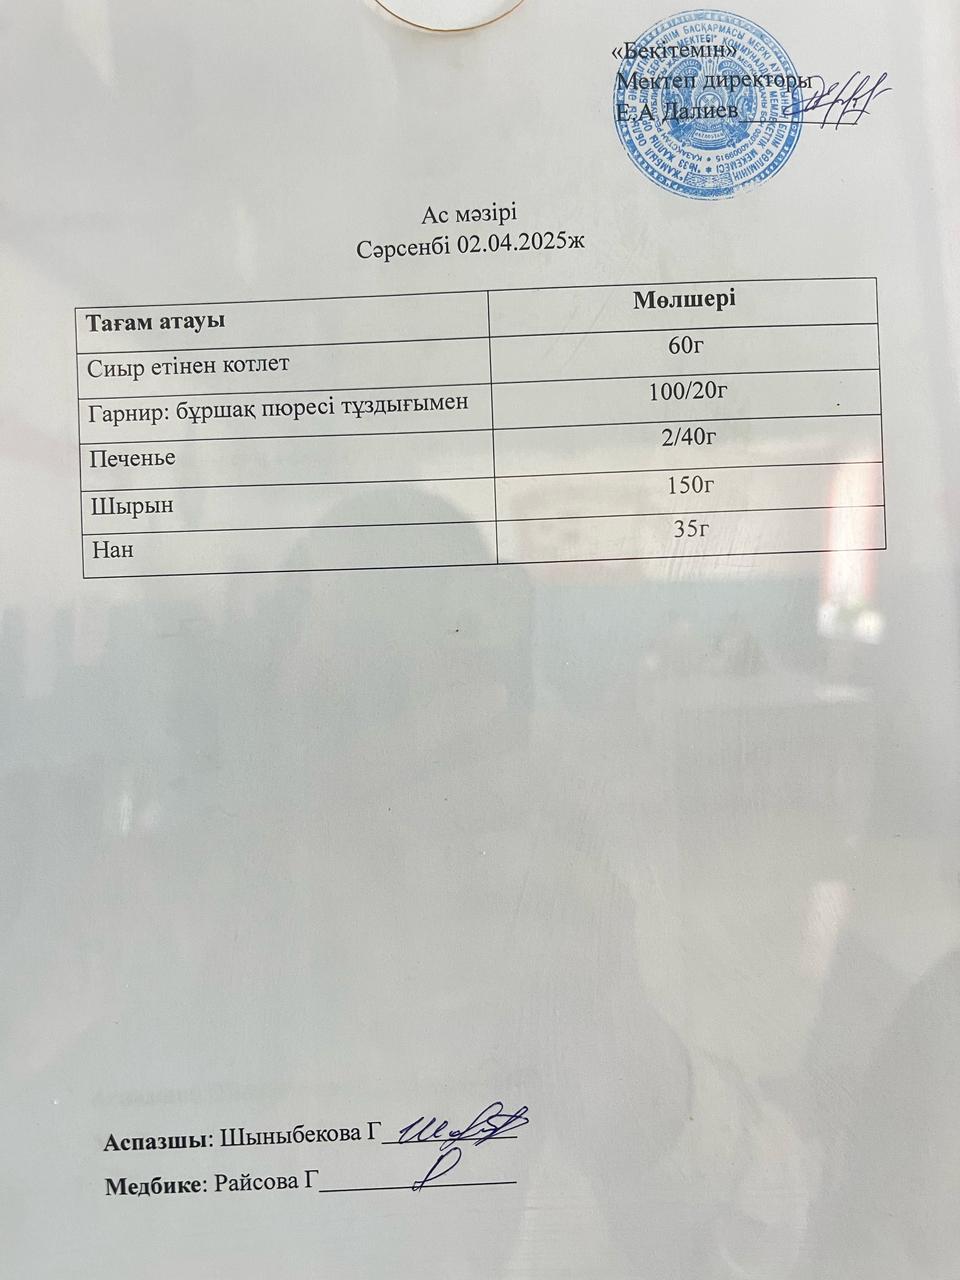 «Бекітемін»
Мектеп директоры
Е.А Далиев
Ас мәзірі
Сәрсенбі 02.04.2025ж
Тағам атауы Мөлшері
Сиыр етінен котлет 60г
Гарнир: бұршақ пюресі тұздығымен 100/20г
Печенье 2/40г
Шырын 150г
Нан 35г
Аспазшы: Шыныбекова Г
Медбике: Райсова Г